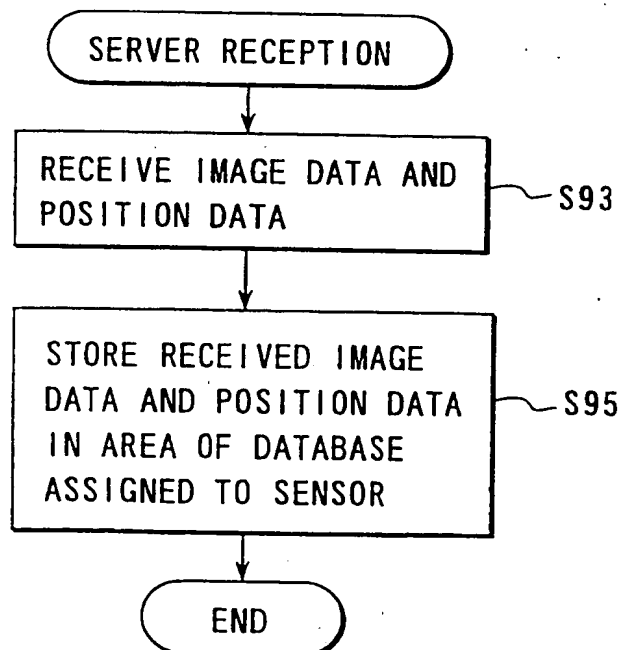 SERVER RECEPTION
RECEIVE IMAGE DATA AND
POSITION DATA
S93
STORE RECEIVED IMAGE
DATA AND POSITION DATA
IN AREA OF DATABASE
ASSIGNED TO SENSOR
S95
END